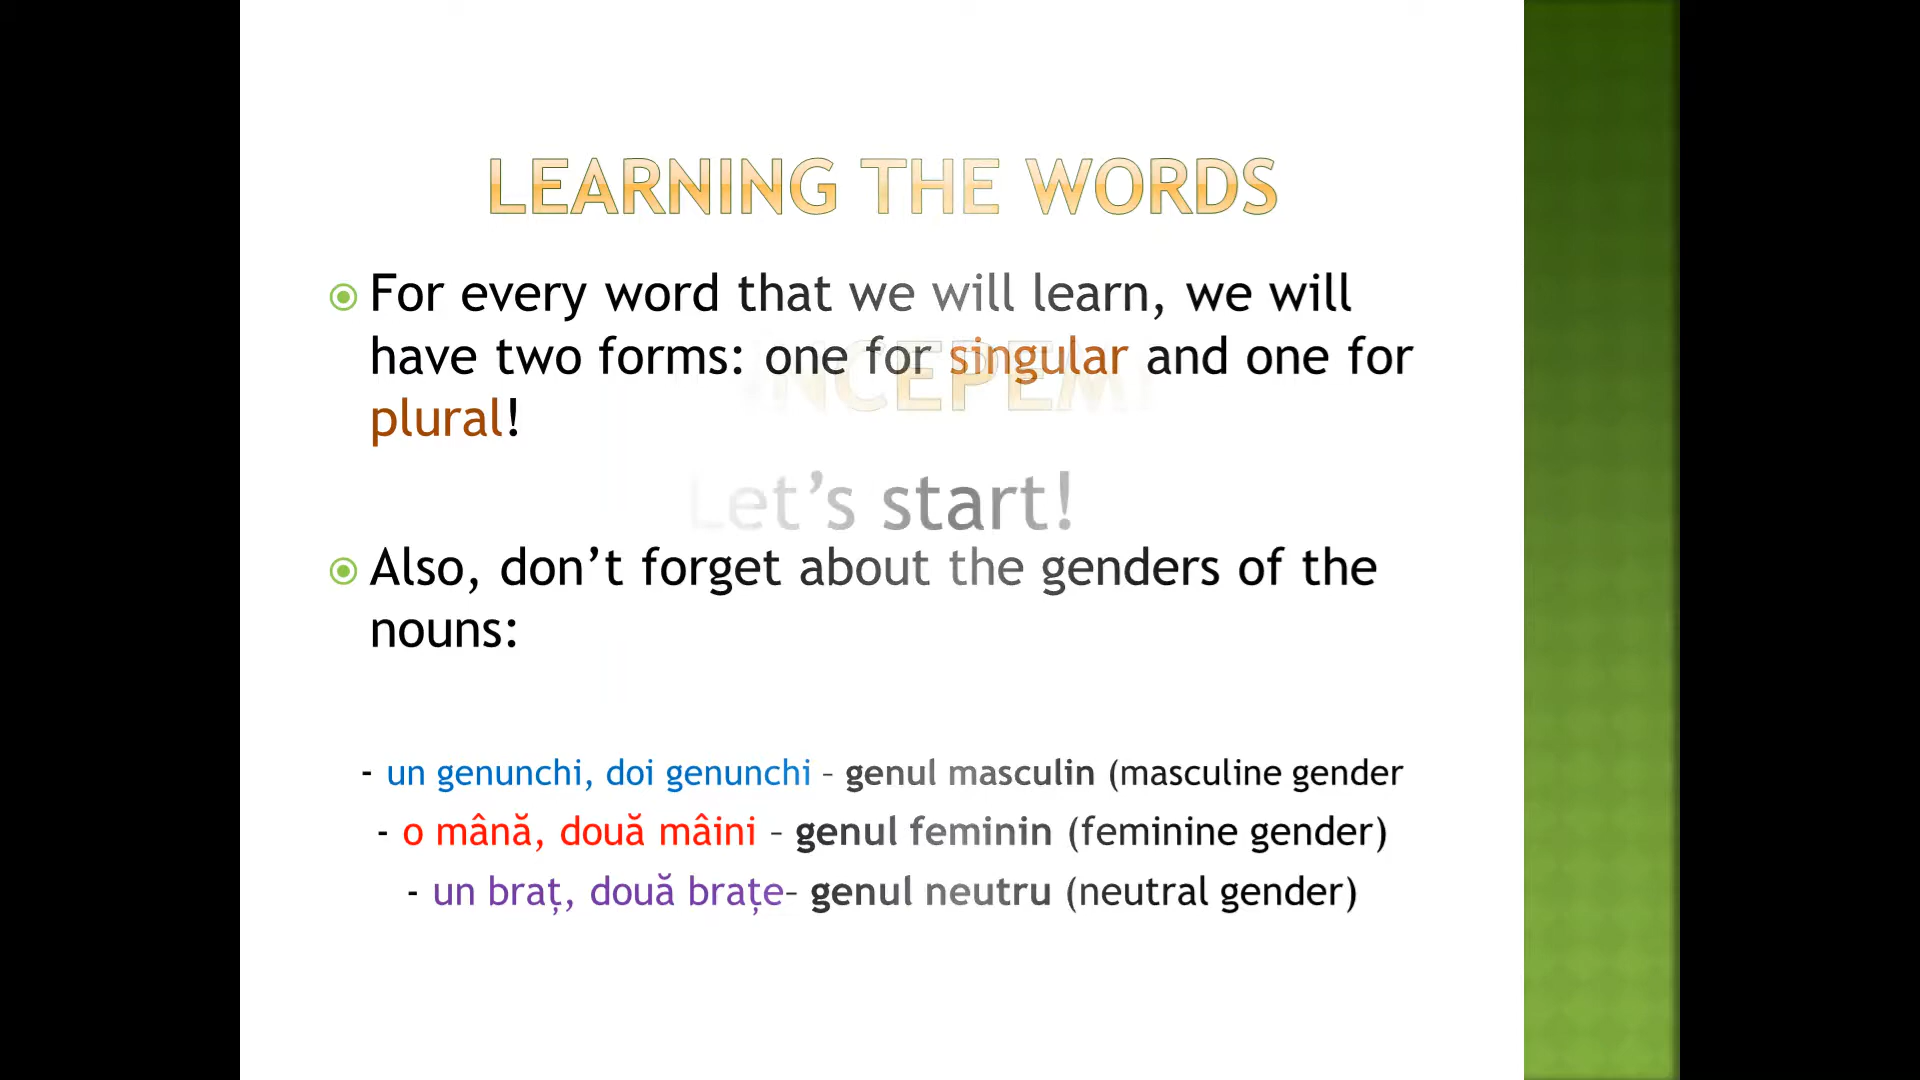 LEARNING THE WORDS
For every word that we will learn, we will
have two forms: one for singular and one for
plural!
Let's start!
Also, don't forget about the genders of the
nouns:
- un genunchi, doi genunchi – genul masculin (masculine gender
- o mână, două mâini – genul feminin (feminine gender)
- un braț, două brațe– genul neutru (neutral gender)